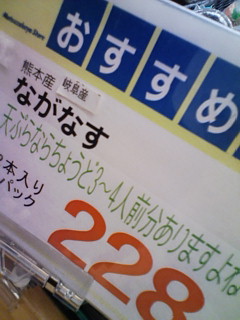 おすすめ
熊本産 岐阜産
ながなす
天ぷらならちょうど3〜4人前分ありますよね
本入り
パック
228